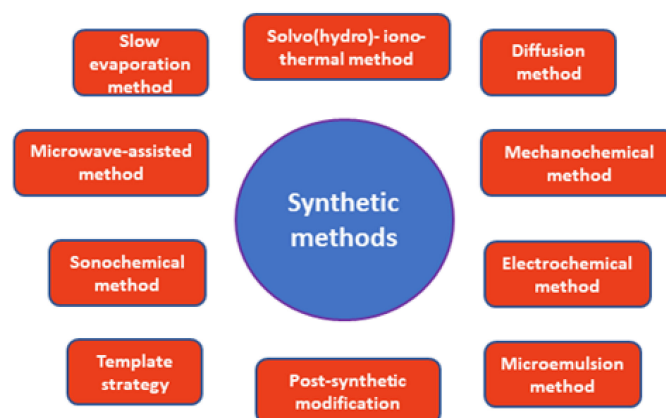 Slow
evaporation
method
Solvo(hydro)- iono-
thermal method
Diffusion
method
Microwave-assisted
method
Mechanochemical
method
Synthetic
methods
Sonochemical
method
Electrochemical
method
Template
strategy
Post-synthetic
modification
Microemulsion
method